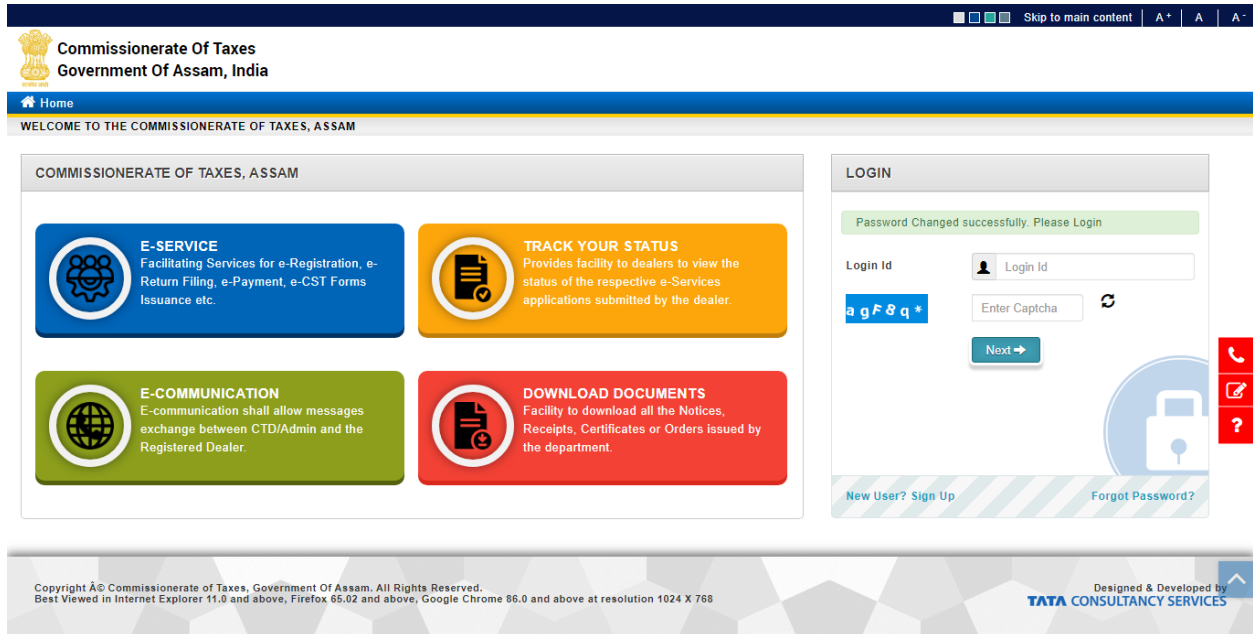 Skip to main content
A+
A
A-
Commissionerate Of Taxes
Government Of Assam, India
Home
WELCOME TO THE COMMISSIONERATE OF TAXES, ASSAM
COMMISSIONERATE OF TAXES, ASSAM
E-SERVICE
Facilitating Services for e-Registration, e-
Return Filing, e-Payment, e-CST Forms
Issuance etc.
TRACK YOUR STATUS
Provides facility to dealers to view the
status of the respective e-Services
applications submitted by the dealer.
E-COMMUNICATION
E-communication shall allow messages
exchange between CTD/Admin and the
Registered Dealer.
DOWNLOAD DOCUMENTS
Facility to download all the Notices,
Receipts, Certificates or Orders issued by
the department.
LOGIN
Password Changed successfully. Please Login
Login Id
Login Id
a g F 8 q *
Enter Captcha
Next
New User? Sign Up
Forgot Password?
?
Copyright Â© Commissionerate of Taxes, Government Of Assam. All Rights Reserved.
Best Viewed in Internet Explorer 11.0 and above, Firefox 65.02 and above, Google Chrome 86.0 and above at resolution 1024 X 768
Designed & Developed by
TATA CONSULTANCY SERVICES